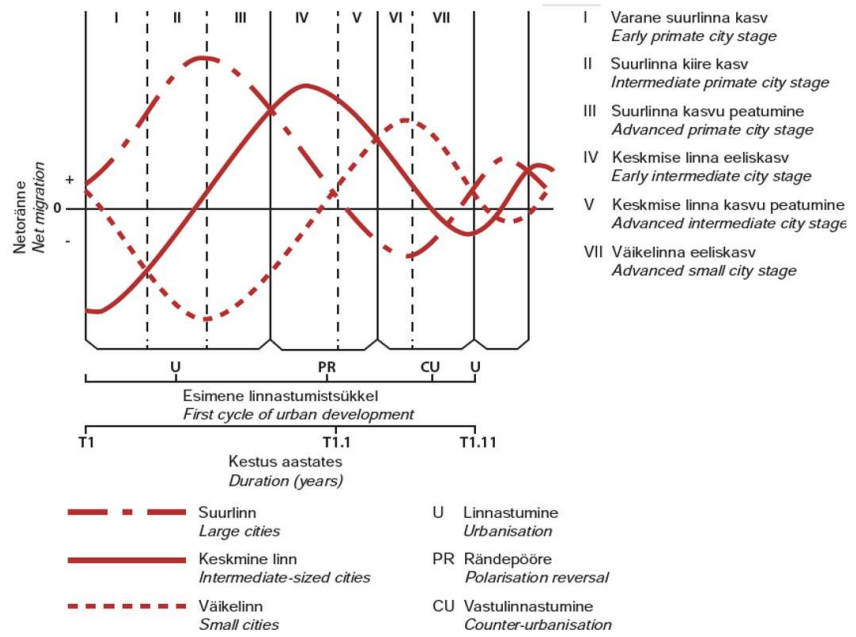 I II III IV V VI VII
Netoränne
Net migration
+
0
-
I Varane suurlinna kasv
Early primate city stage
II Suurlinna kiire kasv
Intermediate primate city stage
III Suurlinna kasvu peatumine
Advanced primate city stage
IV Keskmise linna eeliskasv
Early intermediate city stage
V Keskmise linna kasvu peatumine
Advanced intermediate city stage
VII Väikelinna eeliskasv
Advanced small city stage
U PR CU U
Esimene linnastumistsükkel
First cycle of urban development
T1 T1.1 T1.11
Kestus aastates
Duration (years)
Suurlinn
Large cities
Keskmine linn
Intermediate-sized cities
Väikelinn
Small cities
U Linnastumine
Urbanisation
PR Rändepööre
Polarisation reversal
CU Vastulinnastumine
Counter-urbanisation